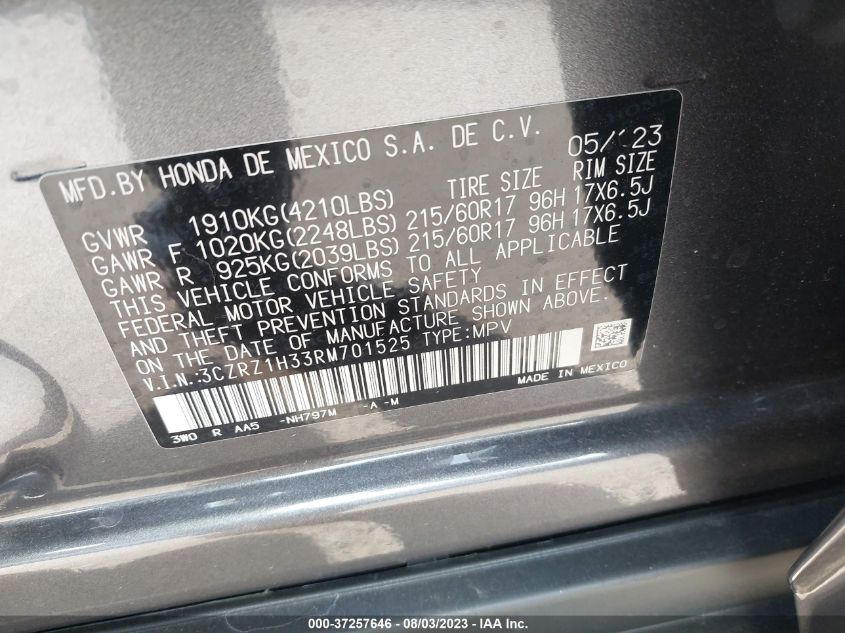 MFD.BY HONDA DE MEXICO S.A. DE C.V. 05/23
GVWR 1910KG(4210LBS) TIRE SIZE RIM SIZE
GAWR F 1020KG(2248LBS) 215/60R17 96H 17X6.5J
GAWR R 925KG(2039LBS) 215/60R17 96H 17X6.5J
THIS VEHICLE CONFORMS TO ALL APPLICABLE
FEDERAL MOTOR VEHICLE SAFETY
AND THEFT PREVENTION STANDARDS IN EFFECT
ON THE DATE OF MANUFACTURE SHOWN ABOVE.
V.I.N.:3CZRZ1H33RM701525 TYPE:MPV
3W0 R AA5 -NH797M -A -M MADE IN MEXICO
000-37257646 - 08/03/2023 - IAA Inc.